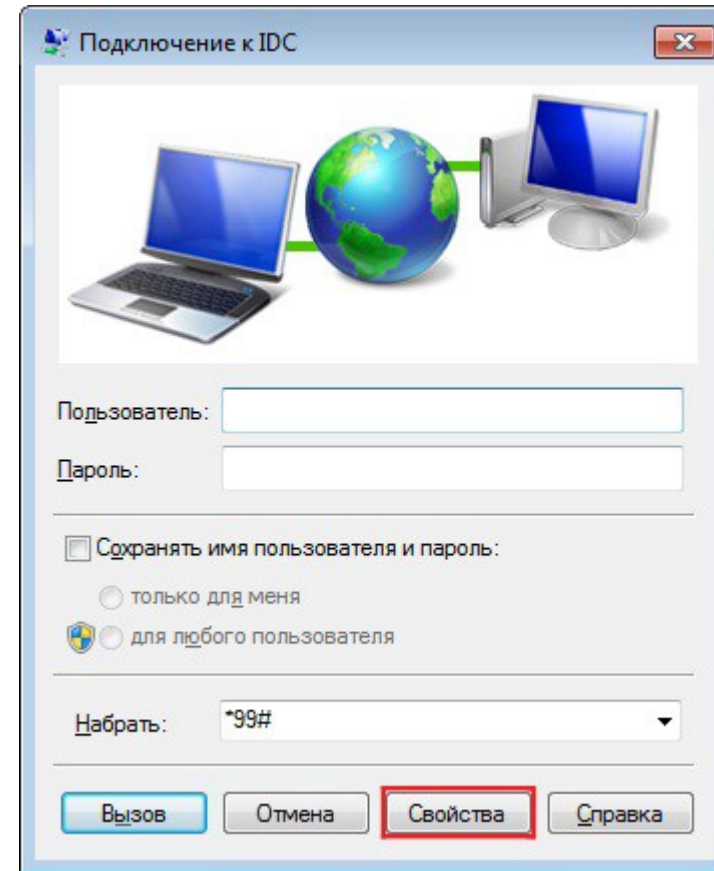 Подключение к IDC
Пользователь:
Пароль:
Сохранять имя пользователя и пароль:
только для меня
для любого пользователя
Набрать: *99#
Вызов Отмена Свойства Справка